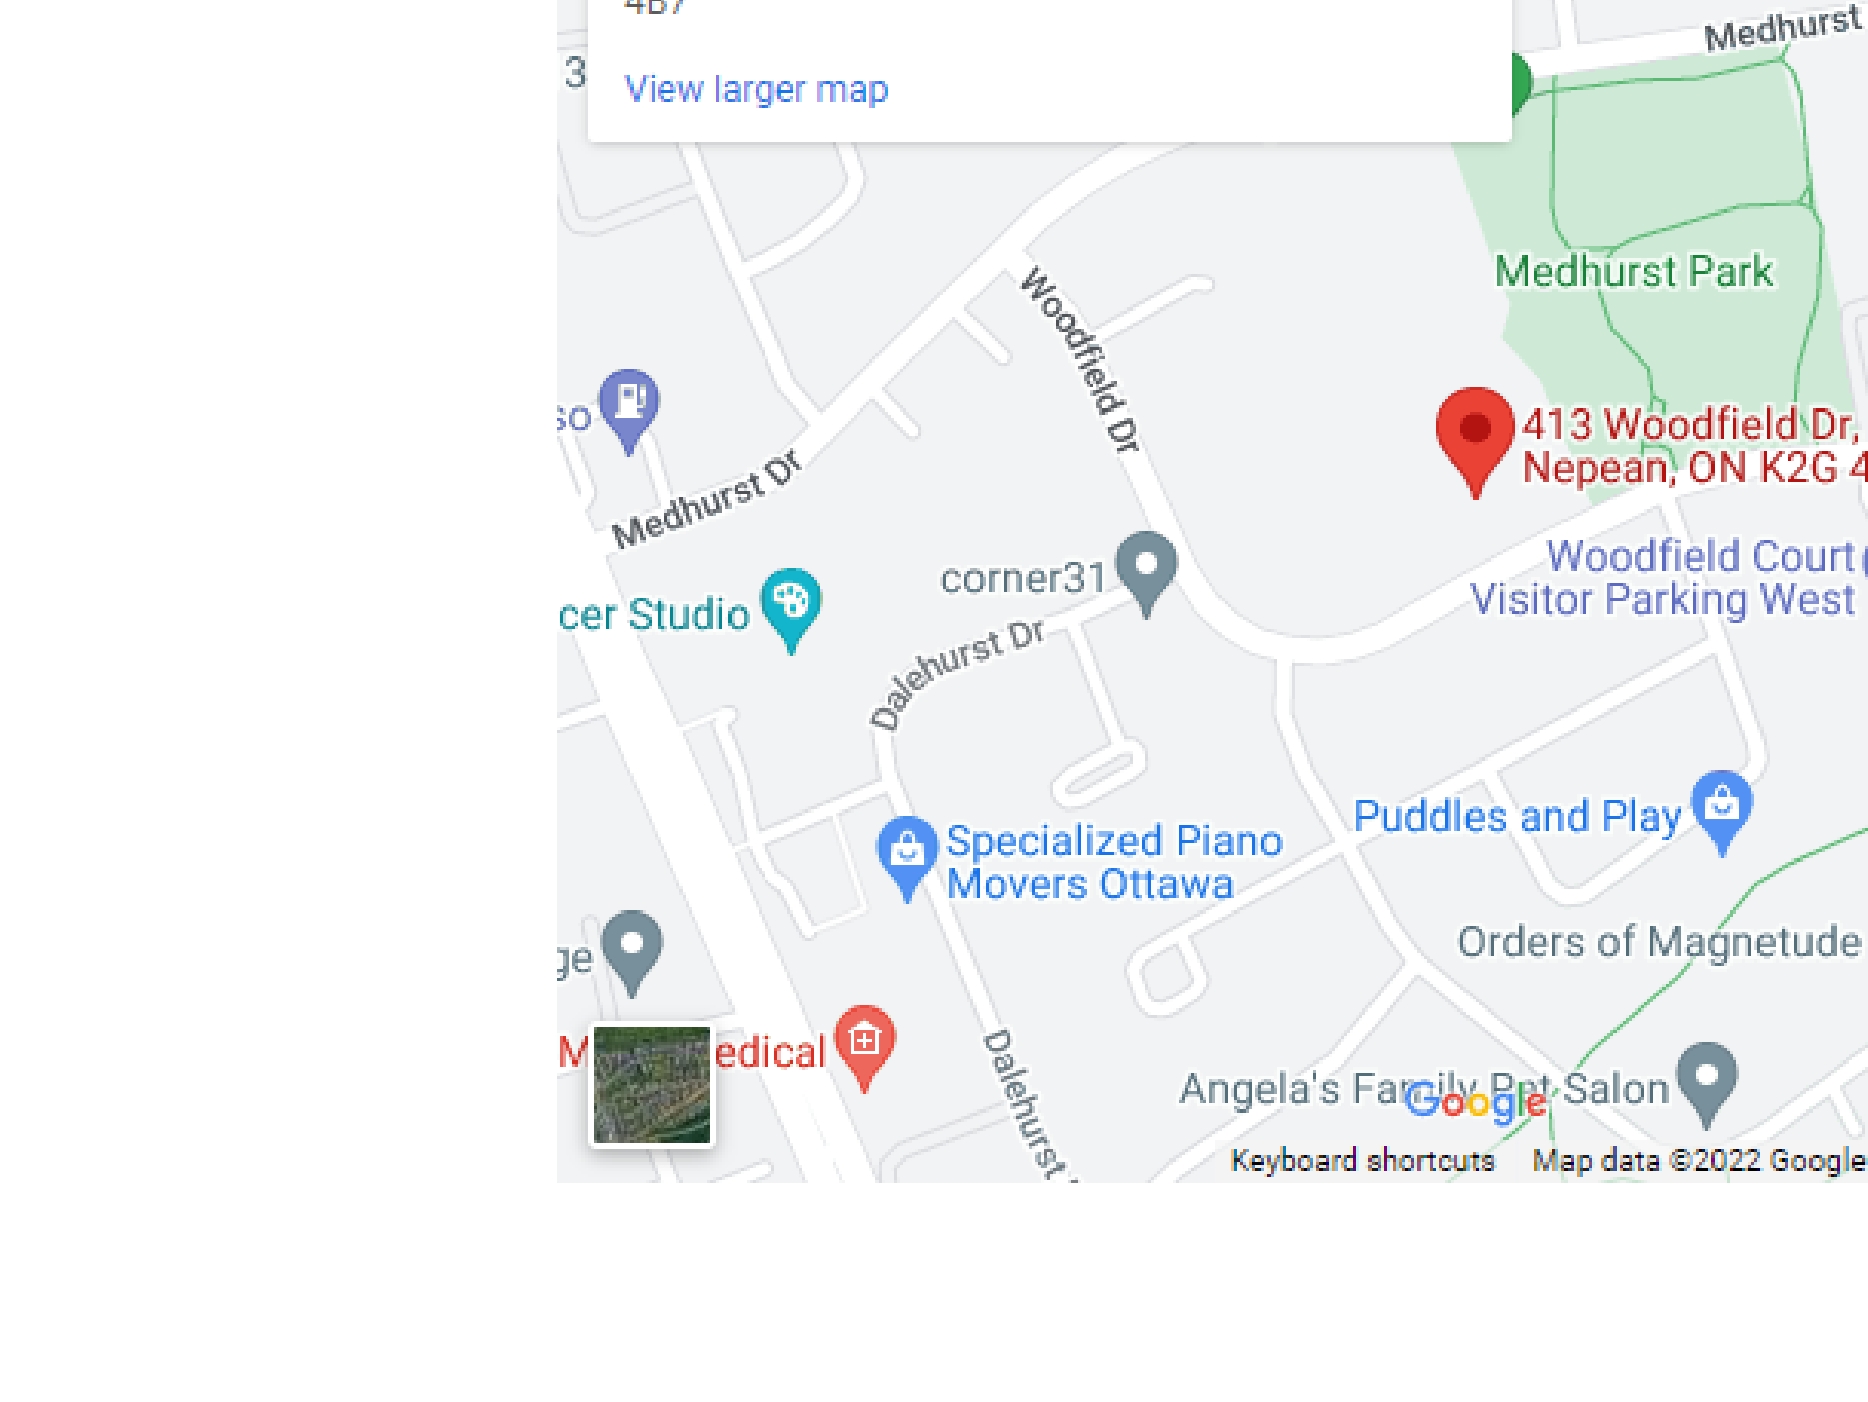 4B7
3
View larger map
Medhurst
Medhurst Park
Woodfield Dr
so
413 Woodfield Dr,
Nepean, ON K2G 4
Medhurst Dr
Woodfield Court
Visitor Parking West
corner31
cer Studio
Dalehurst Dr
Puddles and Play
Specialized Piano
Movers Ottawa
Orders of Magnetude
ge
M edical
Dalehurst
Angela's Family Pet Salon
Google
Keyboard shortcuts Map data ©2022 Google